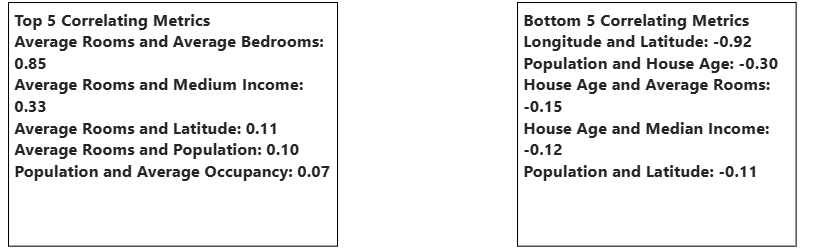 Top 5 Correlating Metrics
Average Rooms and Average Bedrooms:
0.85
Average Rooms and Medium Income:
0.33
Average Rooms and Latitude: 0.11
Average Rooms and Population: 0.10
Population and Average Occupancy: 0.07
Bottom 5 Correlating Metrics
Longitude and Latitude: -0.92
Population and House Age: -0.30
House Age and Average Rooms:
-0.15
House Age and Median Income:
-0.12
Population and Latitude: -0.11